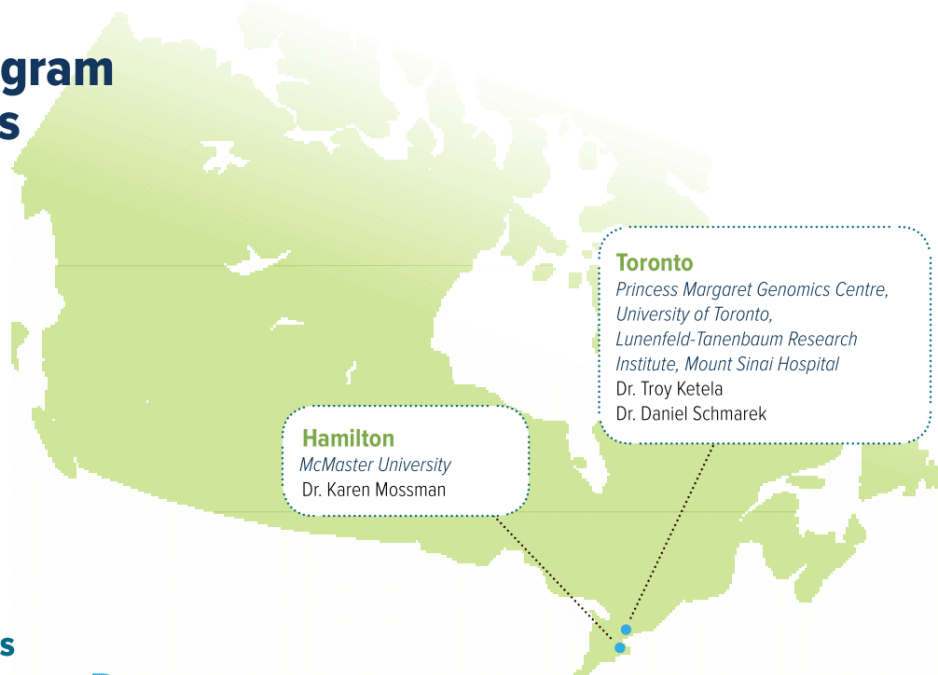 gram
s
Toronto
Princess Margaret Genomics Centre,
University of Toronto,
Lunenfeld-Tanenbaum Research
Institute, Mount Sinai Hospital
Dr. Troy Ketela
Dr. Daniel Schmarek
Hamilton
McMaster University
Dr. Karen Mossman
s